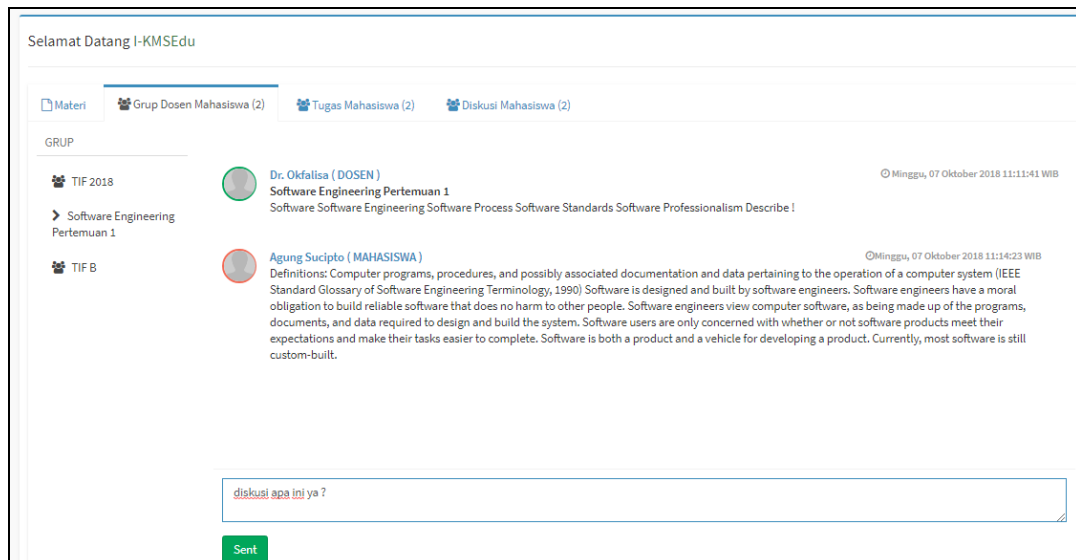 Selamat Datang I-KMSEdu
Materi
Grup Dosen Mahasiswa (2)
Tugas Mahasiswa (2)
Diskusi Mahasiswa (2)
GRUP
TIF 2018
Software Engineering
Pertemuan 1
TIF B
Dr. Okfalisa ( DOSEN )
Minggu, 07 Oktober 2018 11:11:41 WIB
Software Engineering Pertemuan 1
Software Software Engineering Software Process Software Standards Software Professionalism Describe !
Agung Sucipto ( MAHASISWA )
Minggu, 07 Oktober 2018 11:14:23 WIB
Definitions: Computer programs, procedures, and possibly associated documentation and data pertaining to the operation of a computer system (IEEE
Standard Glossary of Software Engineering Terminology, 1990) Software is designed and built by software engineers. Software engineers have a moral
obligation to build reliable software that does no harm to other people. Software engineers view computer software, as being made up of the programs,
documents, and data required to design and build the system. Software users are only concerned with whether or not software products meet their
expectations and make their tasks easier to complete. Software is both a product and a vehicle for developing a product. Currently, most software is still
custom-built.
diskusi apa ini ya ?
Sent